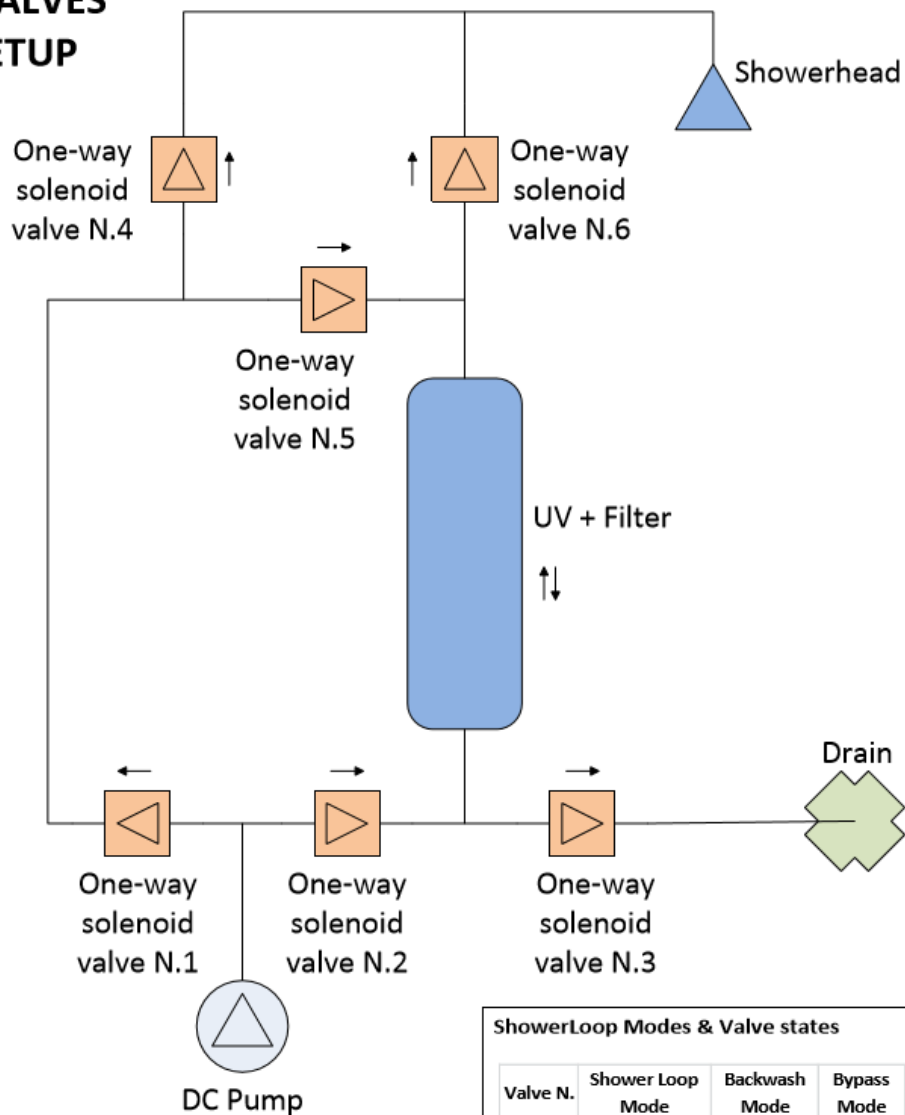 ALVES
ETUP
Showerhead
One-way
solenoid
valve N.4
One-way
solenoid
valve N.6
One-way
solenoid
valve N.5
UV + Filter
Drain
One-way
solenoid
valve N.1
One-way
solenoid
valve N.2
One-way
solenoid
valve N.3
DC Pump
ShowerLoop Modes & Valve states
Valve N. Shower Loop Mode Backwash Mode Bypass Mode